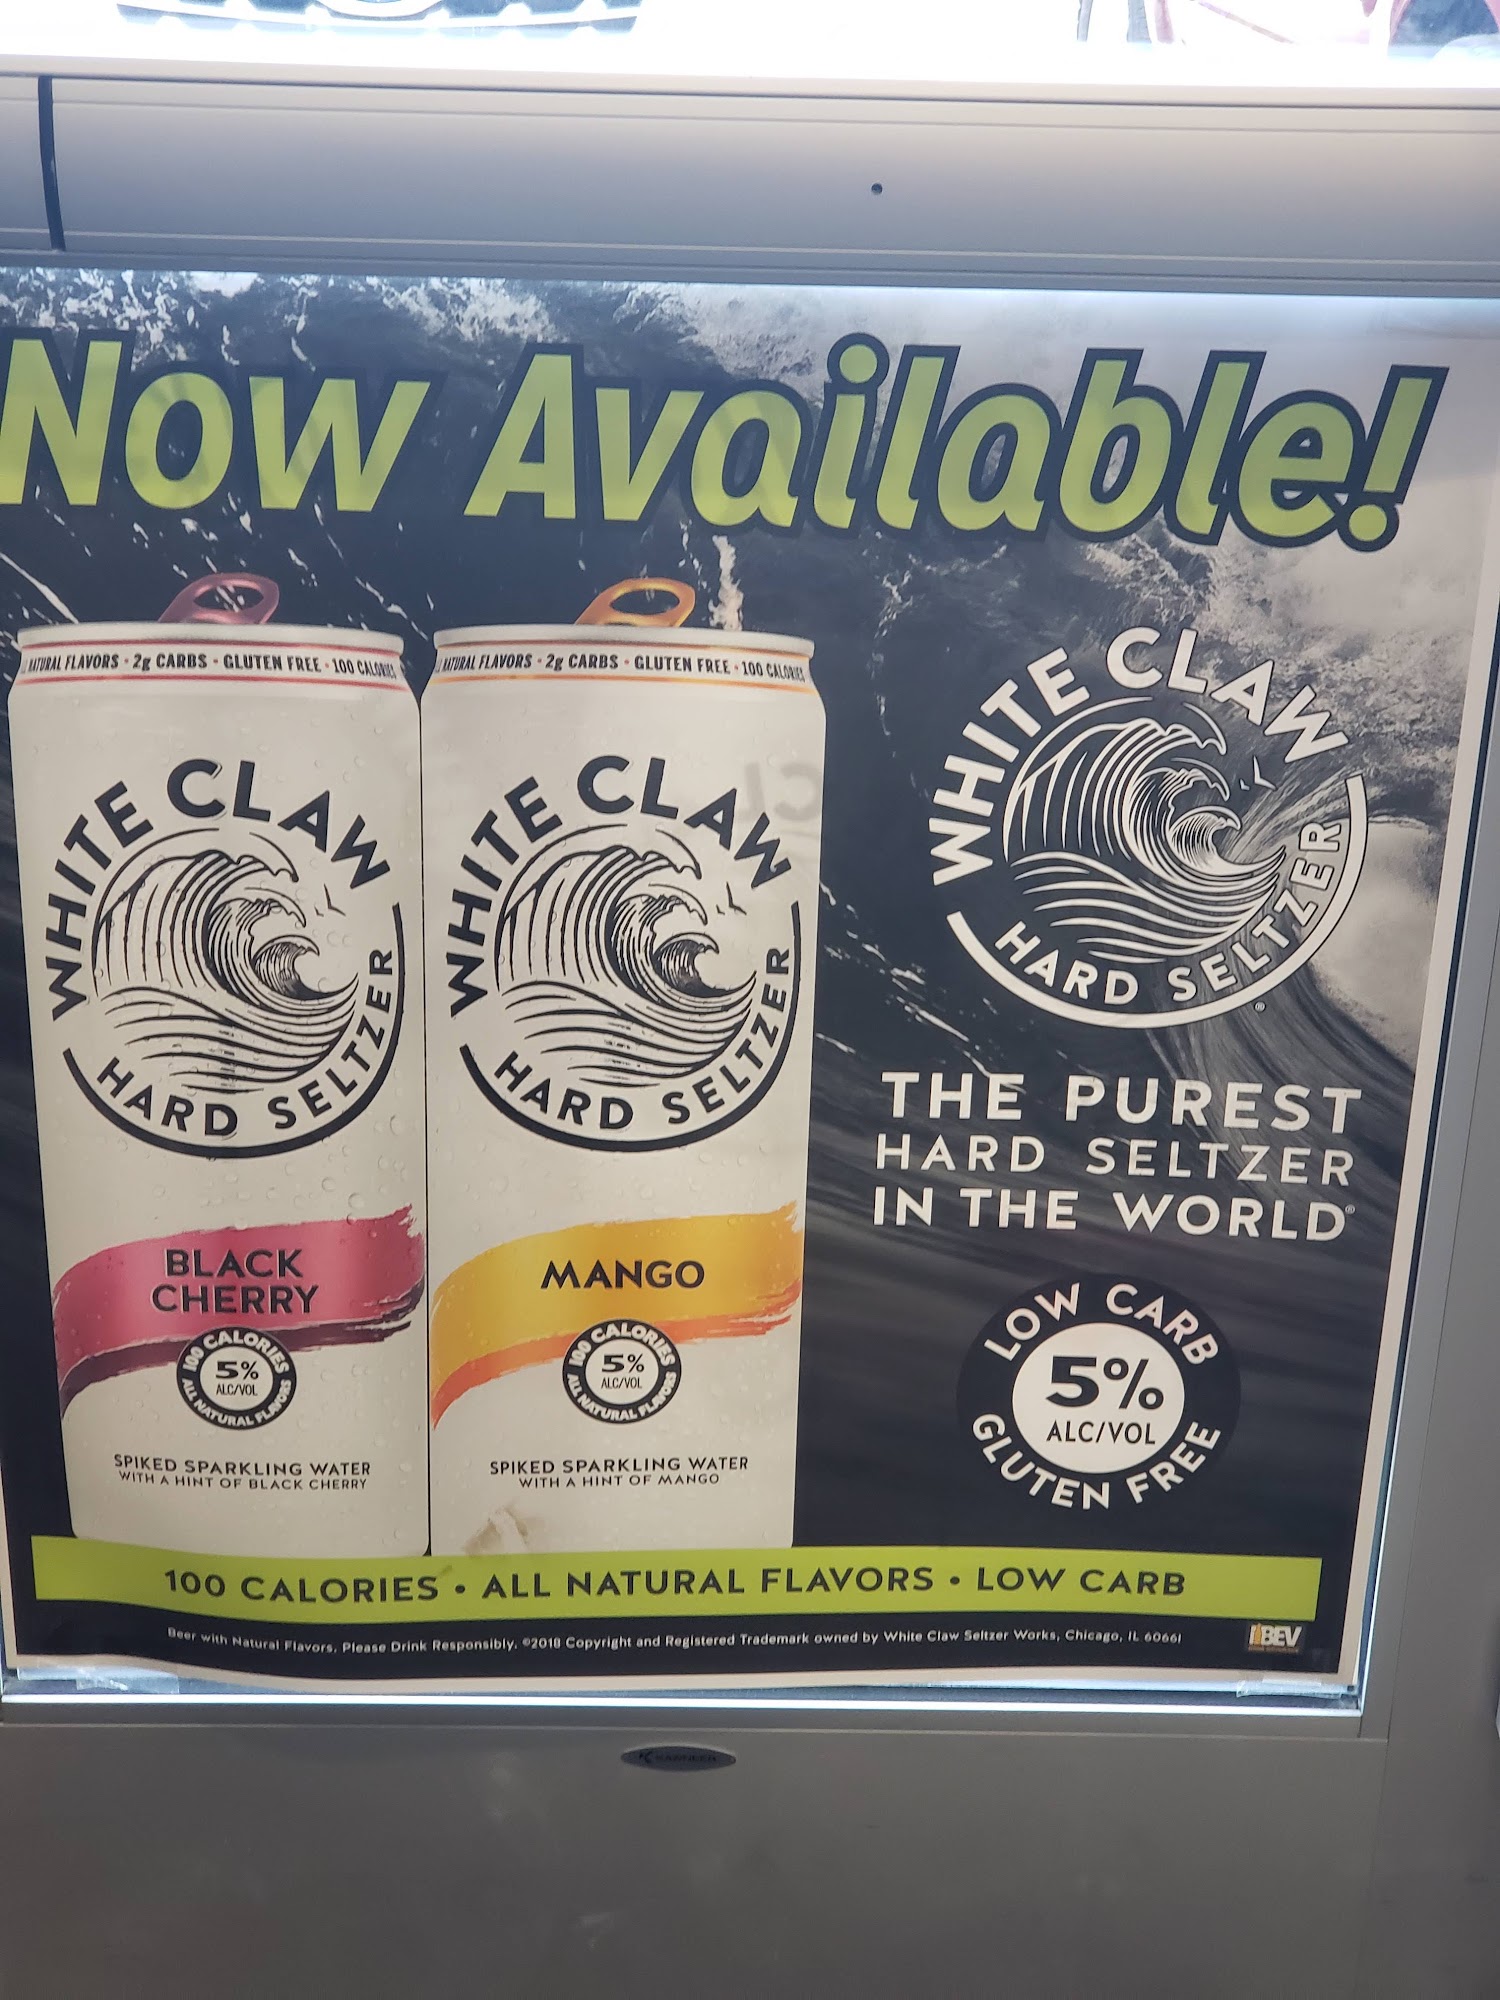 Now Available!
NATURAL FLAVORS · 2g CARBS · GLUTEN FREE · 100 CALORIES
WHITE CLAW
HARD SELTZER
BLACK
CHERRY
100 CALORIES
5%
ALC/VOL
ALL NATURAL FLAVORS
SPIKED SPARKLING WATER
WITH A HINT OF BLACK CHERRY
NATURAL FLAVORS · 2g CARBS · GLUTEN FREE · 100 CALORIES
WHITE CLAW
HARD SELTZER
MANGO
100 CALORIES
5%
ALC/VOL
ALL NATURAL FLAVORS
SPIKED SPARKLING WATER
WITH A HINT OF MANGO
WHITE CLAW
HARD SELTZER®
THE PUREST
HARD SELTZER
IN THE WORLD®
LOW CARB
5%
ALC/VOL
GLUTEN FREE
100 CALORIES • ALL NATURAL FLAVORS • LOW CARB
Beer with Natural Flavors. Please Drink Responsibly. ©2018 Copyright and Registered Trademark owned by White Claw Seltzer Works, Chicago, IL 60661
BEV
KAWNEER